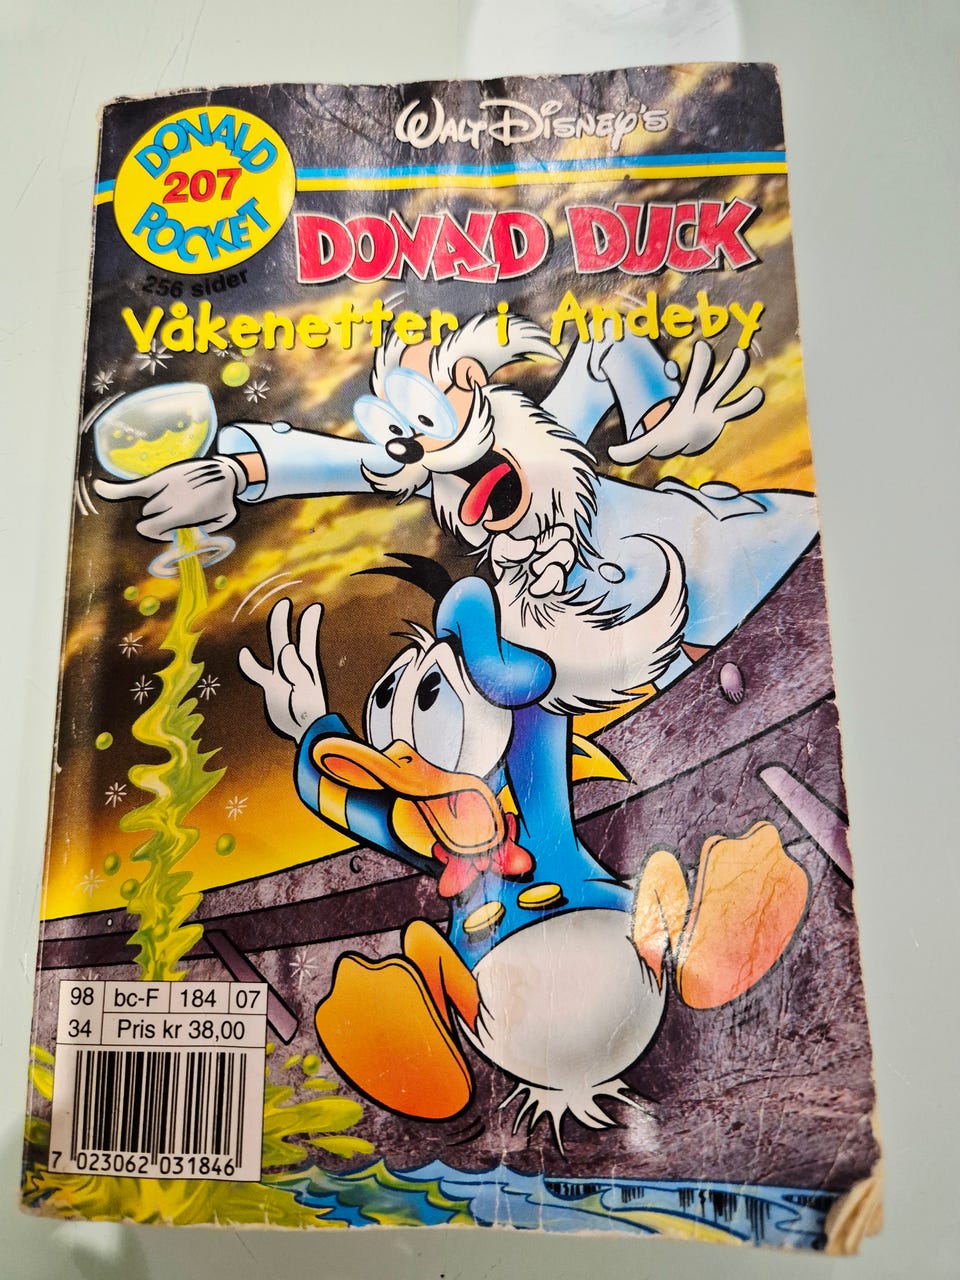 WALT DISNEY'S
DONALD
207
POCKET
256 sider
DONALD DUCK
Våkenetter i Andeby
98 bc-F 184 07
34 Pris kr 38,00
7 023062 031846